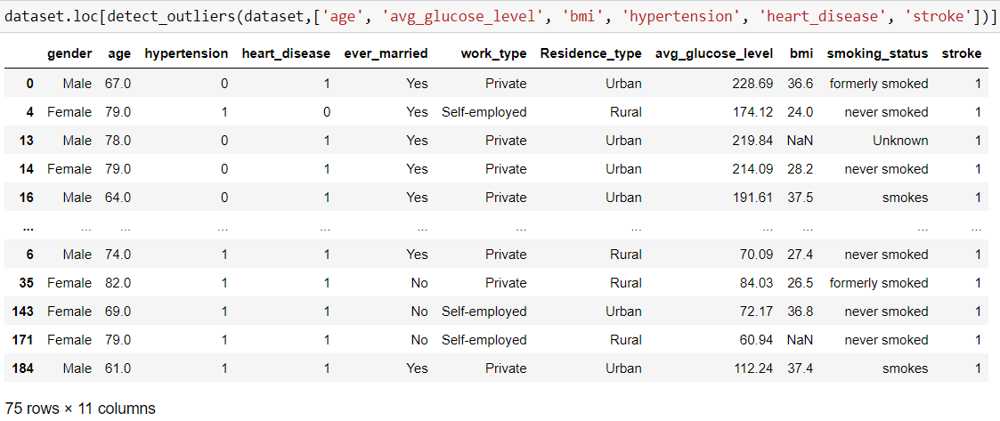 dataset.loc[detect_outliers(dataset,['age', 'avg_glucose_level', 'bmi', 'hypertension', 'heart_disease', 'stroke'])]
gender age hypertension heart_disease ever_married work_type Residence_type avg_glucose_level bmi smoking_status stroke
0 Male 67.0 0 1 Yes Private Urban 228.69 36.6 formerly smoked 1
4 Female 79.0 1 0 Yes Self-employed Rural 174.12 24.0 never smoked 1
13 Male 78.0 0 1 Yes Private Urban 219.84 NaN Unknown 1
14 Female 79.0 0 1 Yes Private Urban 214.09 28.2 never smoked 1
16 Male 64.0 0 1 Yes Private Urban 191.61 37.5 smokes 1
... ... ... ... ... ... ... ... ... ... ... ...
6 Male 74.0 1 1 Yes Private Rural 70.09 27.4 never smoked 1
35 Female 82.0 1 1 No Private Rural 84.03 26.5 formerly smoked 1
143 Female 69.0 1 1 No Self-employed Urban 72.17 36.8 never smoked 1
171 Female 79.0 1 1 No Self-employed Rural 60.94 NaN never smoked 1
184 Male 61.0 1 1 Yes Private Urban 112.24 37.4 smokes 1
75 rows × 11 columns